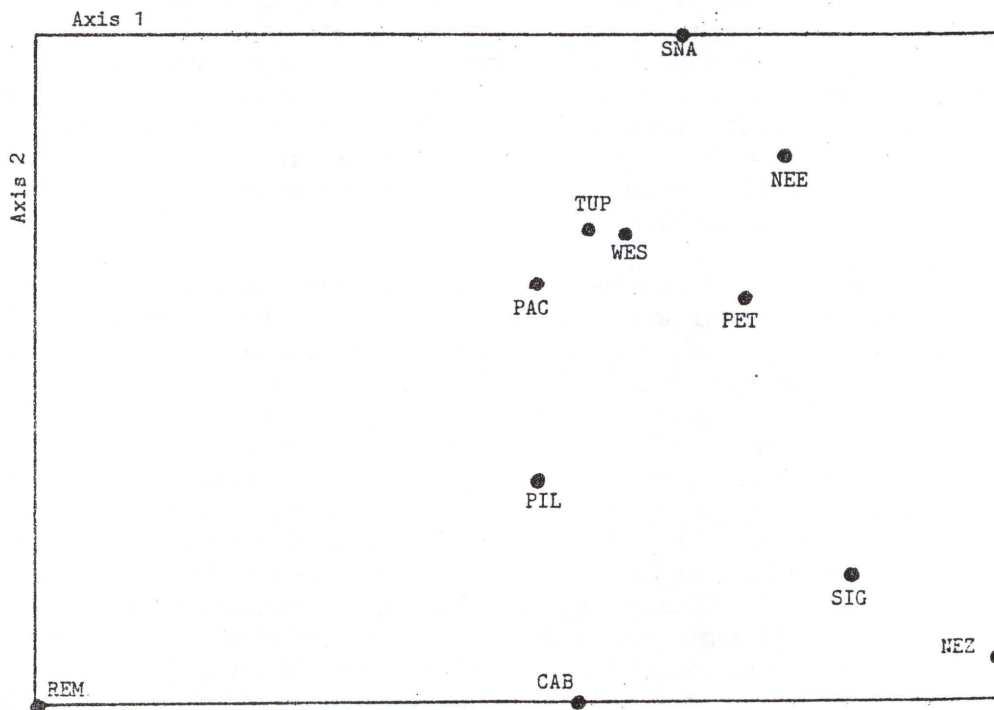 Axis 1
SNA
Axis 2
NEE
TUP
WES
PAC
PET
PIL
SIG
NEZ
REM
CAB